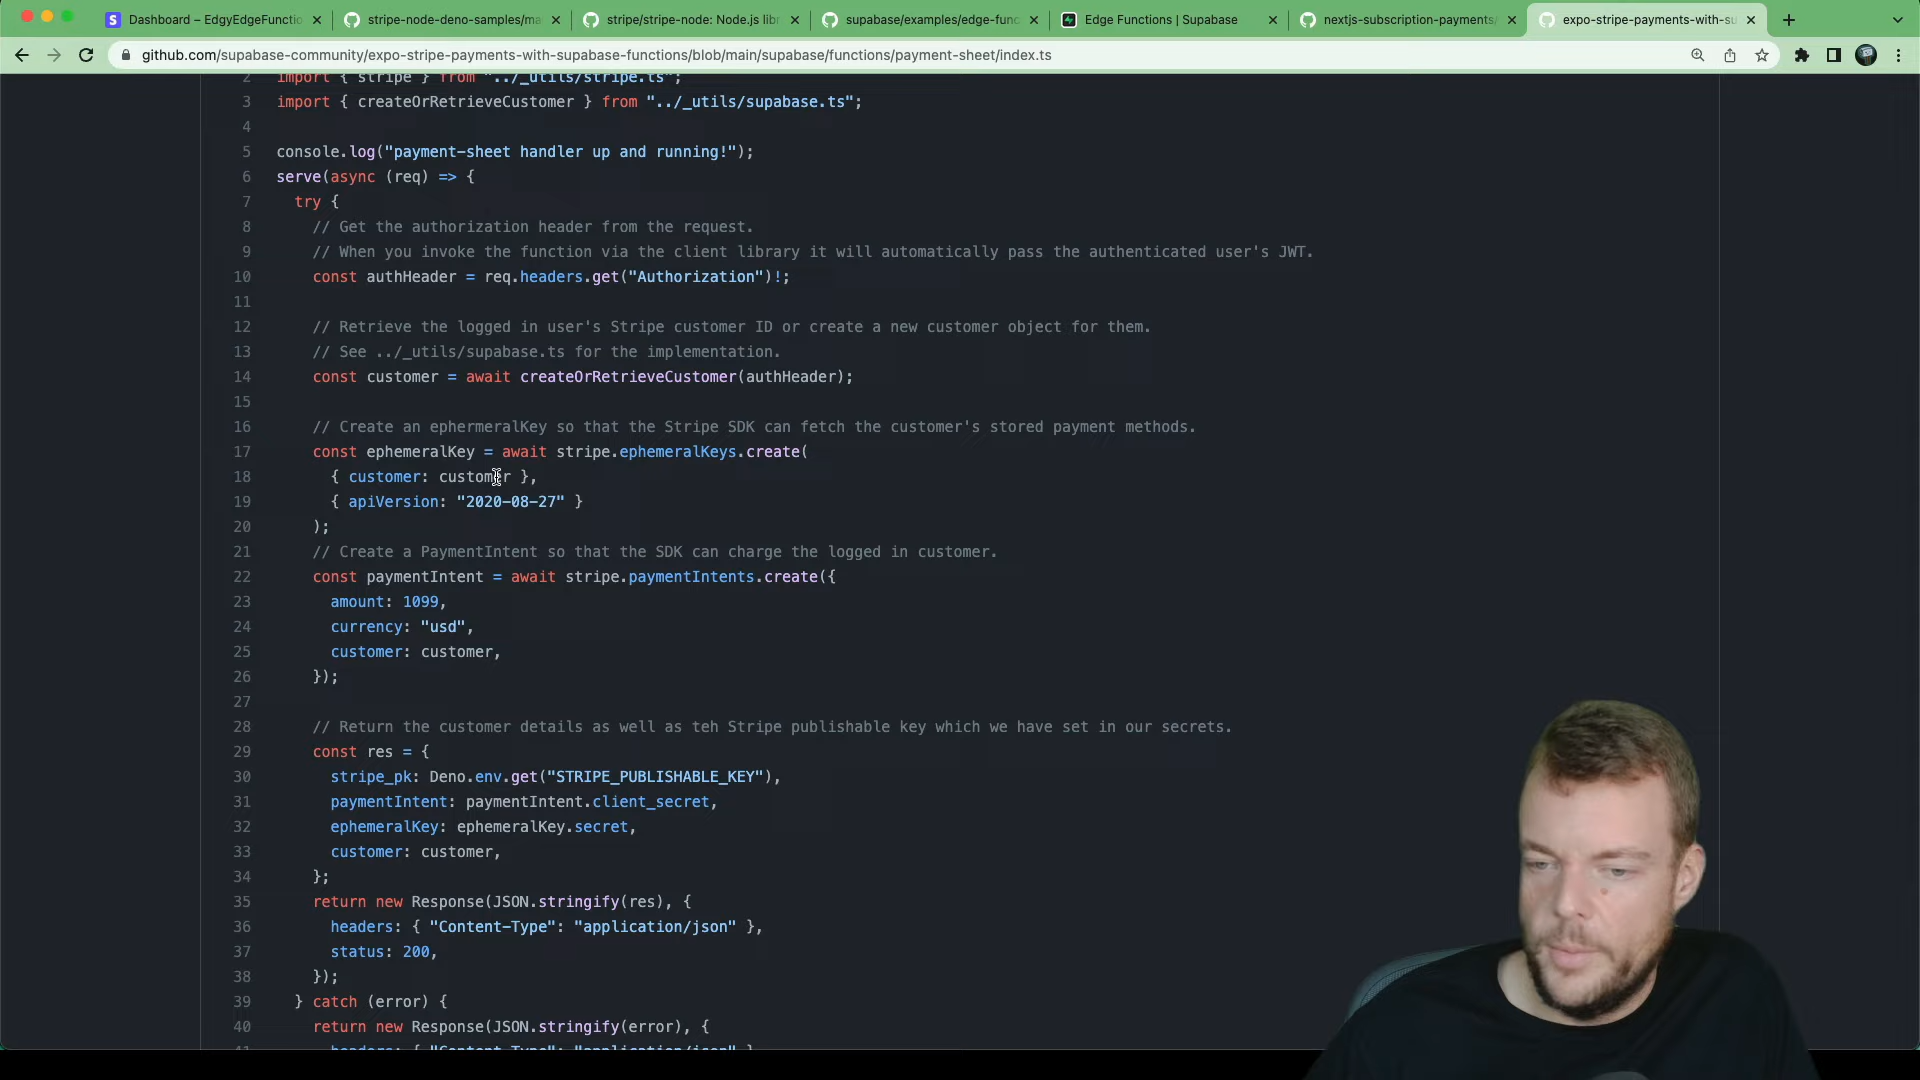 Dashboard – EdgyEdgeFunctio
stripe-node-deno-samples/ma
stripe/stripe-node: Node.js lib
supabase/examples/edge-func
Edge Functions | Supabase
nextjs-subscription-payments/
expo-stripe-payments-with-su
github.com/supabase-community/expo-stripe-payments-with-supabase-functions/blob/main/supabase/functions/payment-sheet/index.ts
2 import { stripe } from "../_utils/stripe.ts";
3 import { createOrRetrieveCustomer } from "../_utils/supabase.ts";
4
5 console.log("payment-sheet handler up and running!");
6 serve(async (req) => {
7 try {
8 // Get the authorization header from the request.
9 // When you invoke the function via the client library it will automatically pass the authenticated user's JWT.
10 const authHeader = req.headers.get("Authorization")!;
11
12 // Retrieve the logged in user's Stripe customer ID or create a new customer object for them.
13 // See ../_utils/supabase.ts for the implementation.
14 const customer = await createOrRetrieveCustomer(authHeader);
15
16 // Create an ephermeralKey so that the Stripe SDK can fetch the customer's stored payment methods.
17 const ephemeralKey = await stripe.ephemeralKeys.create(
18 { customer: customer },
19 { apiVersion: "2020-08-27" }
20 );
21 // Create a PaymentIntent so that the SDK can charge the logged in customer.
22 const paymentIntent = await stripe.paymentIntents.create({
23 amount: 1099,
24 currency: "usd",
25 customer: customer,
26 });
27
28 // Return the customer details as well as teh Stripe publishable key which we have set in our secrets.
29 const res = {
30 stripe_pk: Deno.env.get("STRIPE_PUBLISHABLE_KEY"),
31 paymentIntent: paymentIntent.client_secret,
32 ephemeralKey: ephemeralKey.secret,
33 customer: customer,
34 };
35 return new Response(JSON.stringify(res), {
36 headers: { "Content-Type": "application/json" },
37 status: 200,
38 });
39 } catch (error) {
40 return new Response(JSON.stringify(error), {